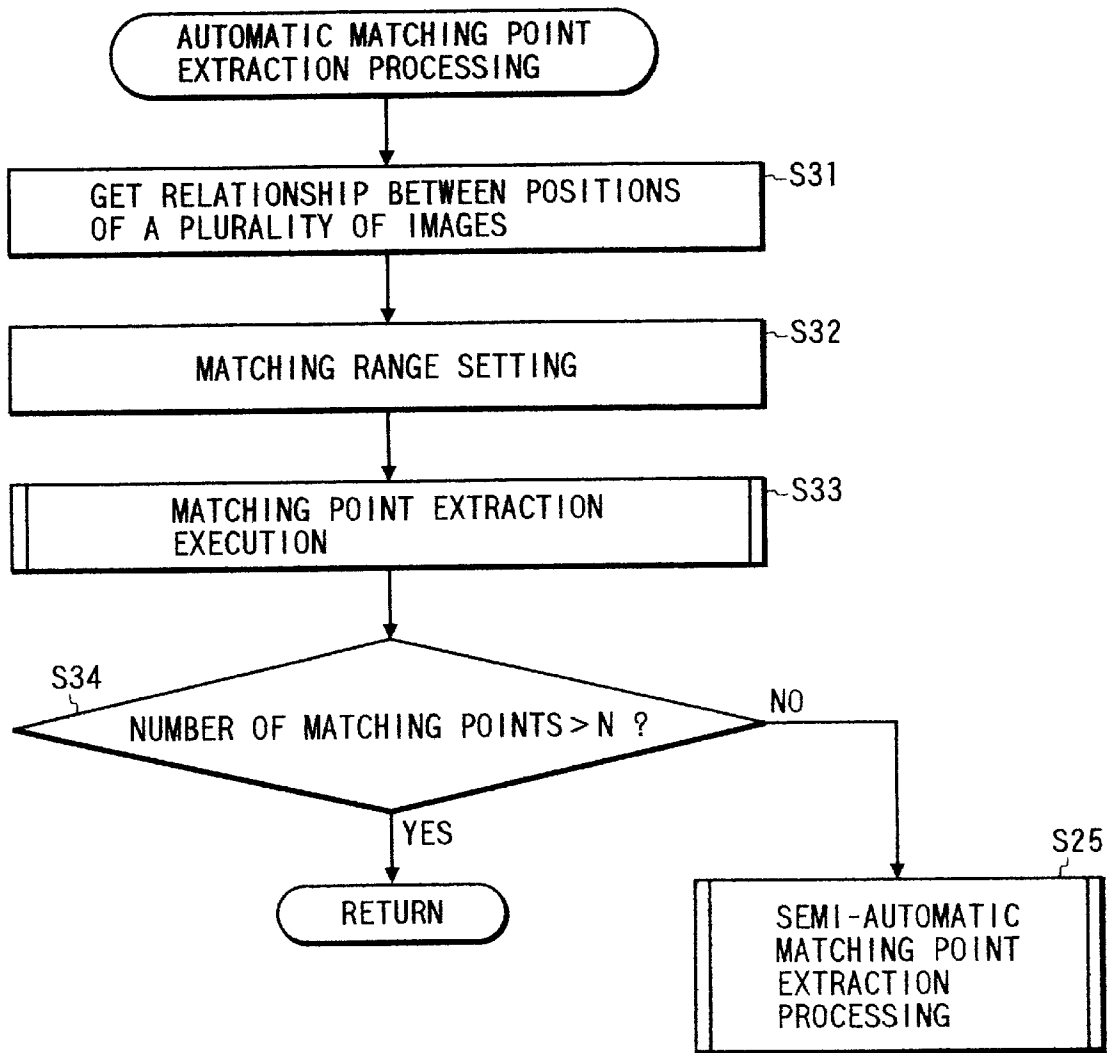 AUTOMATIC MATCHING POINT
EXTRACTION PROCESSING
S31
GET RELATIONSHIP BETWEEN POSITIONS
OF A PLURALITY OF IMAGES
S32
MATCHING RANGE SETTING
S33
MATCHING POINT EXTRACTION
EXECUTION
S34
NUMBER OF MATCHING POINTS>N ?
NO
YES
RETURN
S25
SEMI-AUTOMATIC
MATCHING POINT
EXTRACTION
PROCESSING